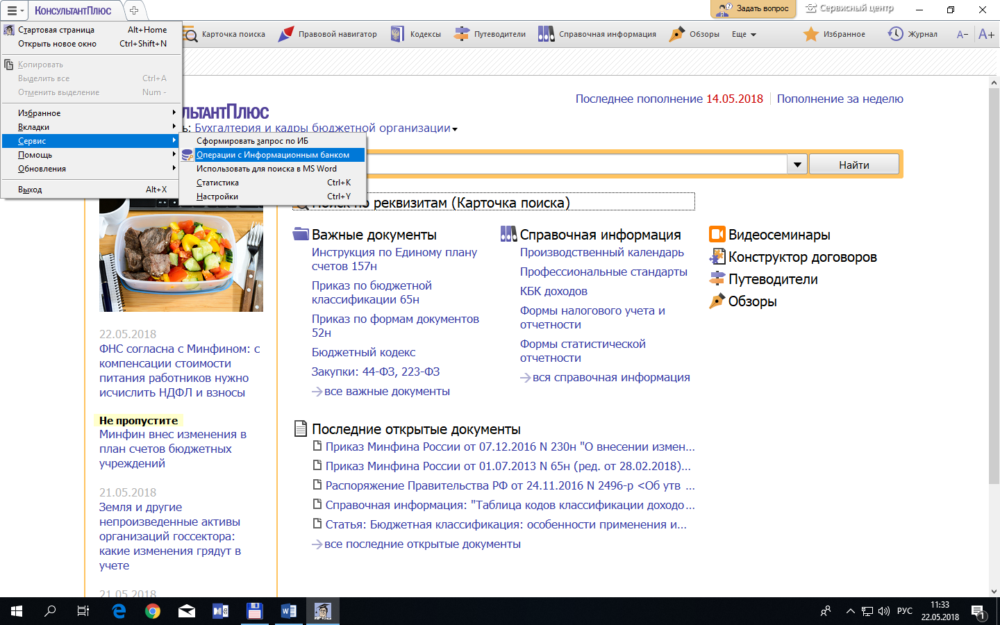 КонсультантПлюс
Задать вопрос
Сервисный центр
Стартовая страница Alt+Home
Открыть новое окно Ctrl+Shift+N
Копировать
Выделить все Ctrl+A
Отменить выделение Num -
Избранное
Вкладки
Сервис
Помощь
Обновления
Выход Alt+X
Карточка поиска
Правовой навигатор
Кодексы
Путеводители
Справочная информация
Обзоры
Еще
Избранное
Журнал
A−
A+
Последнее пополнение 14.05.2018
Пополнение за неделю
льтантПлюс
ь: Бухгалтерия и кадры бюджетной организации
Сформировать запрос по ИБ
Операции с Информационным банком
Использовать для поиска в MS Word
Статистика Ctrl+K
Настройки Ctrl+Y
Найти
Поиск по реквизитам (Карточка поиска)
22.05.2018
ФНС согласна с Минфином: с
компенсации стоимости
питания работников нужно
исчислить НДФЛ и взносы
Не пропустите
Минфин внес изменения в
план счетов бюджетных
учреждений
21.05.2018
Земля и другие
непроизведенные активы
организаций госсектора:
какие изменения грядут в
учете
21.05.2018
Важные документы
Инструкция по Единому плану
счетов 157н
Приказ по бюджетной
классификации 65н
Приказ по формам документов
52н
Бюджетный кодекс
Закупки: 44-ФЗ, 223-ФЗ
все важные документы
Справочная информация
Производственный календарь
Профессиональные стандарты
КБК доходов
Формы налогового учета и
отчетности
Формы статистической
отчетности
вся справочная информация
Видеосеминары
Конструктор договоров
Путеводители
Обзоры
Последние открытые документы
Приказ Минфина России от 07.12.2016 N 230н "О внесении измен...
Приказ Минфина России от 01.07.2013 N 65н (ред. от 28.02.2018)...
Распоряжение Правительства РФ от 24.11.2016 N 2496-р <Об утв ...
Справочная информация: "Таблица кодов классификации доходо...
Статья: Бюджетная классификация: особенности применения и...
все последние открытые документы
РУС
11:33
22.05.2018
1